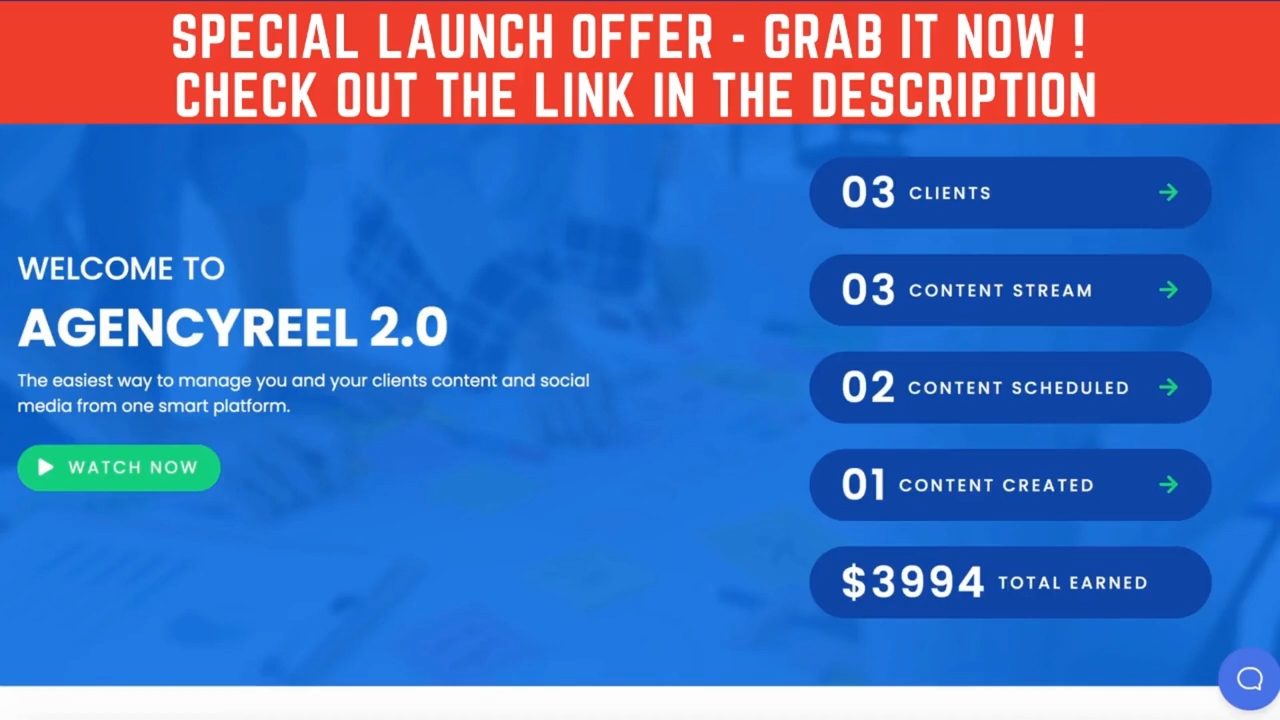 SPECIAL LAUNCH OFFER - GRAB IT NOW !
CHECK OUT THE LINK IN THE DESCRIPTION
WELCOME TO
AGENCYREEL 2.0
The easiest way to manage you and your clients content and social
media from one smart platform.
WATCH NOW
03 CLIENTS
03 CONTENT STREAM
02 CONTENT SCHEDULED
01 CONTENT CREATED
$3994 TOTAL EARNED